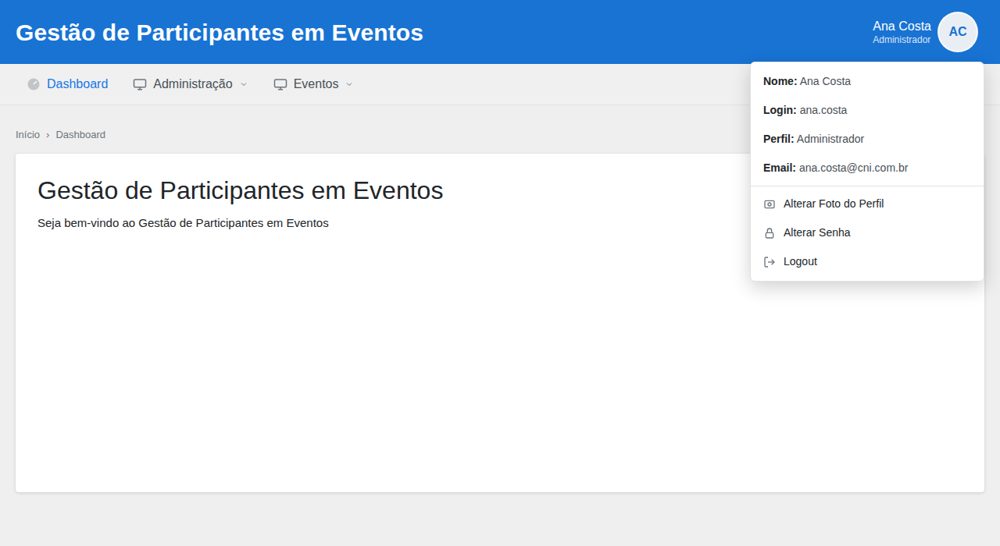 Gestão de Participantes em Eventos
Ana Costa
Administrador
AC
Dashboard
Administração
Eventos
Início › Dashboard
Gestão de Participantes em Eventos
Seja bem-vindo ao Gestão de Participantes em Eventos
Nome: Ana Costa
Login: ana.costa
Perfil: Administrador
Email: ana.costa@cni.com.br
Alterar Foto do Perfil
Alterar Senha
Logout